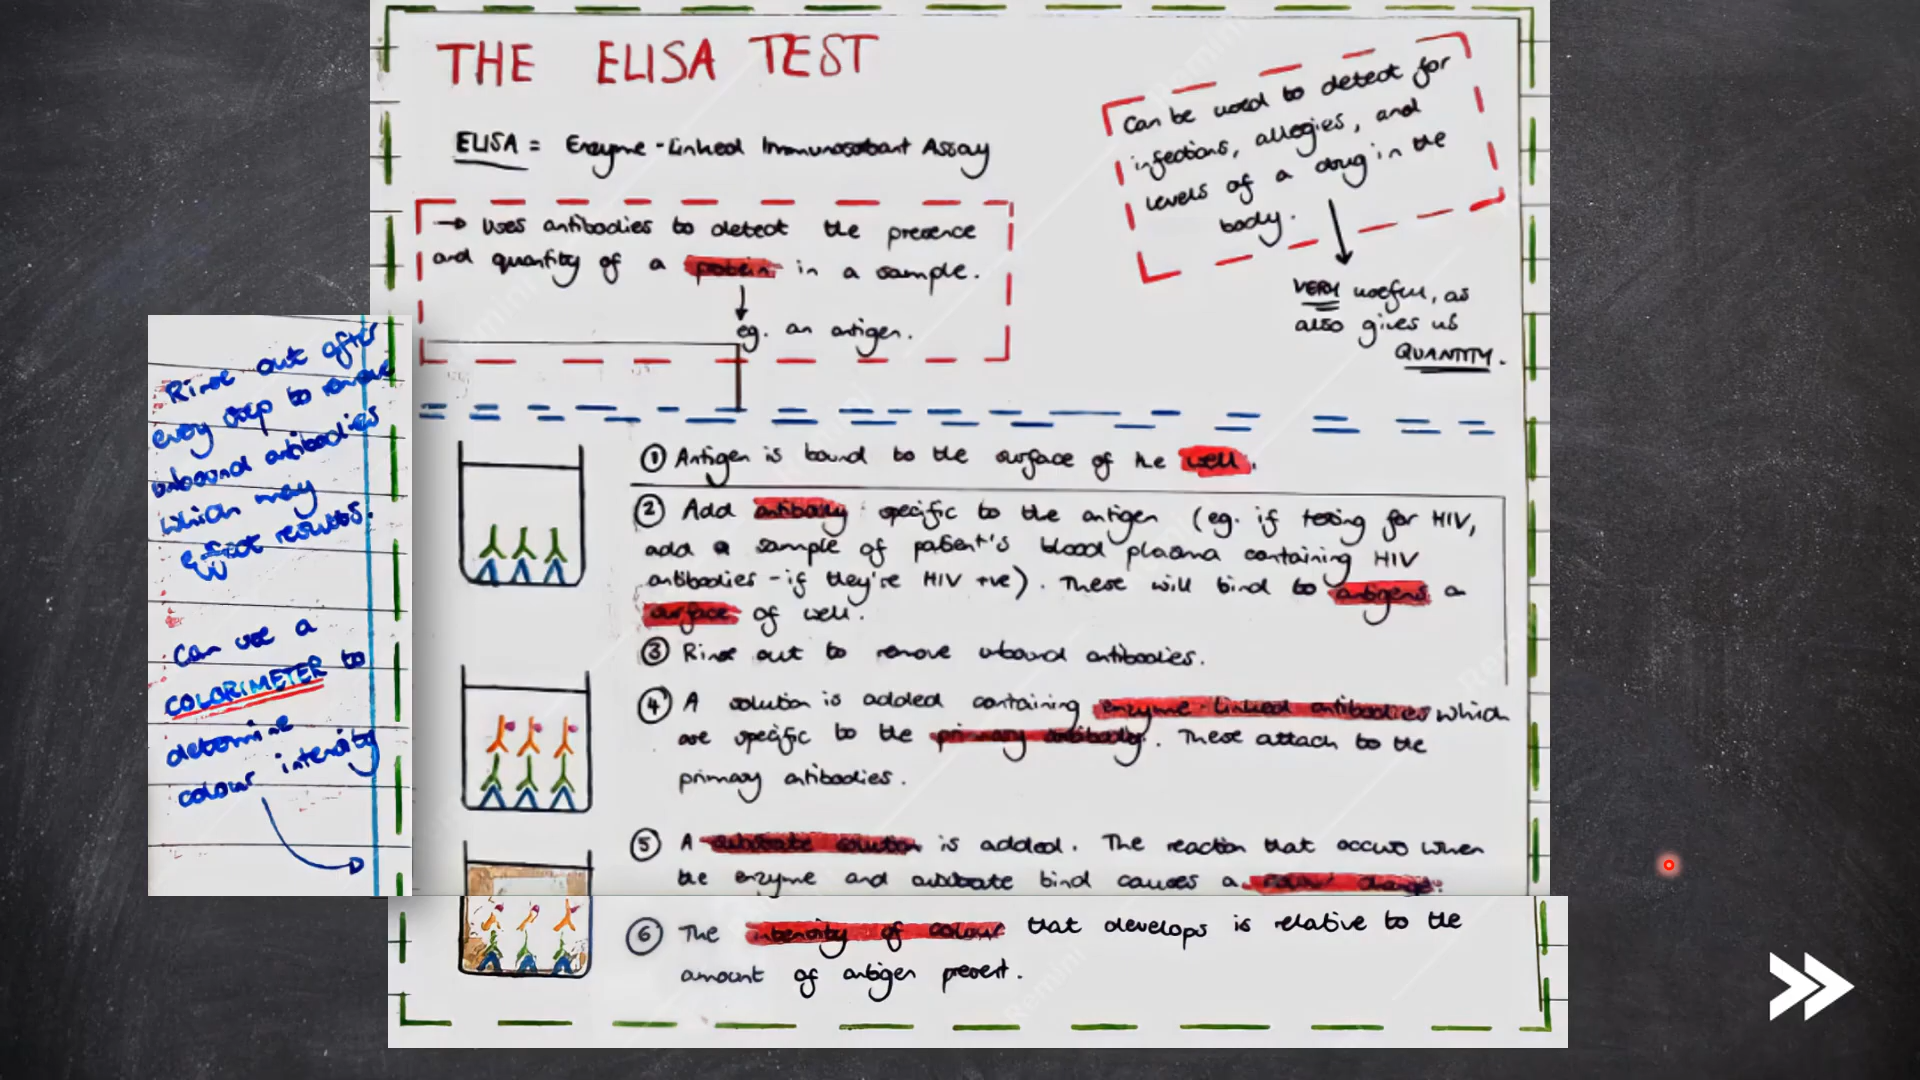 THE ELISA TEST
ELISA = Enzyme-Linked Immunosorbant Assay
→ Uses antibodies to detect the presence
and quantity of a protein in a sample.
eg. an antigen.
Can be used to detect for
infections, allergies, and
levels of a drug in the
body.
VERY useful, as
also gives us
QUANTITY.
Rinse out after
every step to remove
unbound antibodies
which may
effect results.
Can use a
COLORIMETER to
determine
colour intensity
① Antigen is bound to the surface of the well.
② Add antibody specific to the antigen (eg. if testing for HIV,
add a sample of patient's blood plasma containing HIV
antibodies - if they're HIV +ve). These will bind to antigens on
surface of well.
③ Rinse out to remove unbound antibodies.
④ A solution is added containing enzyme-linked antibodies which
are specific to the primary antibody. These attach to the
primary antibodies.
⑤ A substrate solution is added. The reaction that occurs when
the enzyme and substrate bind causes a colour change.
⑥ The intensity of colour that develops is relative to the
amount of antigen present.
Remini